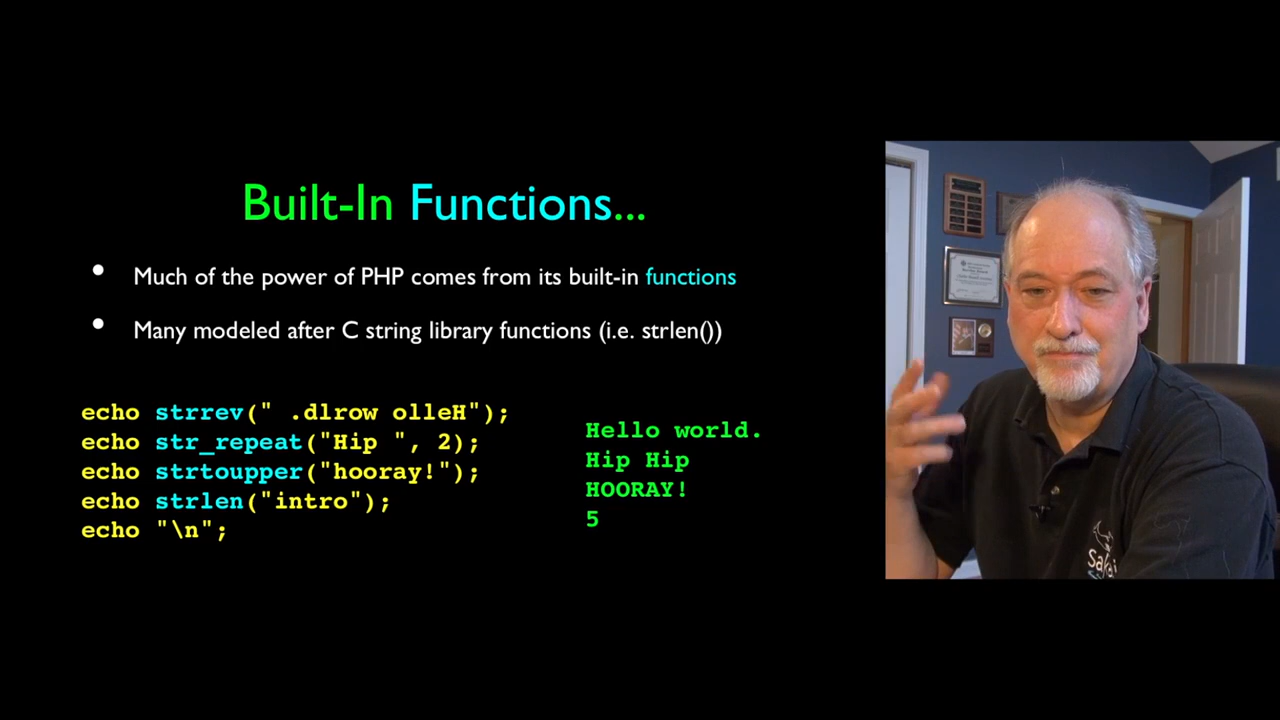 Built-In Functions...
• Much of the power of PHP comes from its built-in functions
• Many modeled after C string library functions (i.e. strlen())
echo strrev(" .dlrow olleH");
echo str_repeat("Hip ", 2);
echo strtoupper("hooray!");
echo strlen("intro");
echo "\n";
Hello world.
Hip Hip
HOORAY!
5